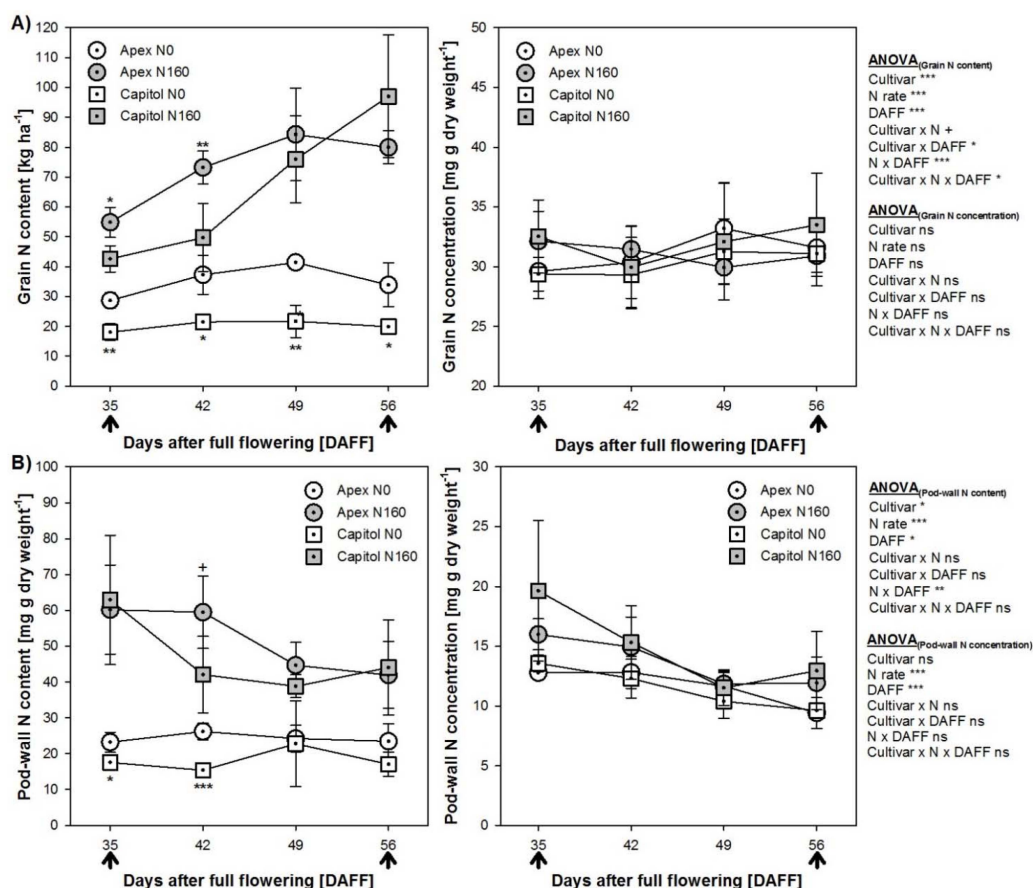 A)
Grain N content [kg ha-1]
120
110
100
90
80
70
60
50
40
30
20
10
0
Apex N0
Apex N160
Capitol N0
Capitol N160
*
**
**
*
**
*
35
42
49
56
Days after full flowering [DAFF]
Grain N concentration [mg g dry weight-1]
50
45
40
35
30
25
20
Apex N0
Apex N160
Capitol N0
Capitol N160
35
42
49
56
Days after full flowering [DAFF]
ANOVA(Grain N content)
Cultivar ***
N rate ***
DAFF ***
Cultivar x N +
Cultivar x DAFF *
N x DAFF ***
Cultivar x N x DAFF *
ANOVA(Grain N concentration)
Cultivar ns
N rate ns
DAFF ns
Cultivar x N ns
Cultivar x DAFF ns
N x DAFF ns
Cultivar x N x DAFF ns
B)
Pod-wall N content [mg g dry weight-1]
100
90
80
70
60
50
40
30
20
10
0
Apex N0
Apex N160
Capitol N0
Capitol N160
+
*
***
35
42
49
56
Days after full flowering [DAFF]
Pod-wall N concentration [mg g dry weight-1]
30
25
20
15
10
5
0
Apex N0
Apex N160
Capitol N0
Capitol N160
35
42
49
56
Days after full flowering [DAFF]
ANOVA(Pod-wall N content)
Cultivar *
N rate ***
DAFF *
Cultivar x N ns
Cultivar x DAFF ns
N x DAFF **
Cultivar x N x DAFF ns
ANOVA(Pod-wall N concentration)
Cultivar ns
N rate ***
DAFF ***
Cultivar x N ns
Cultivar x DAFF ns
N x DAFF ns
Cultivar x N x DAFF ns